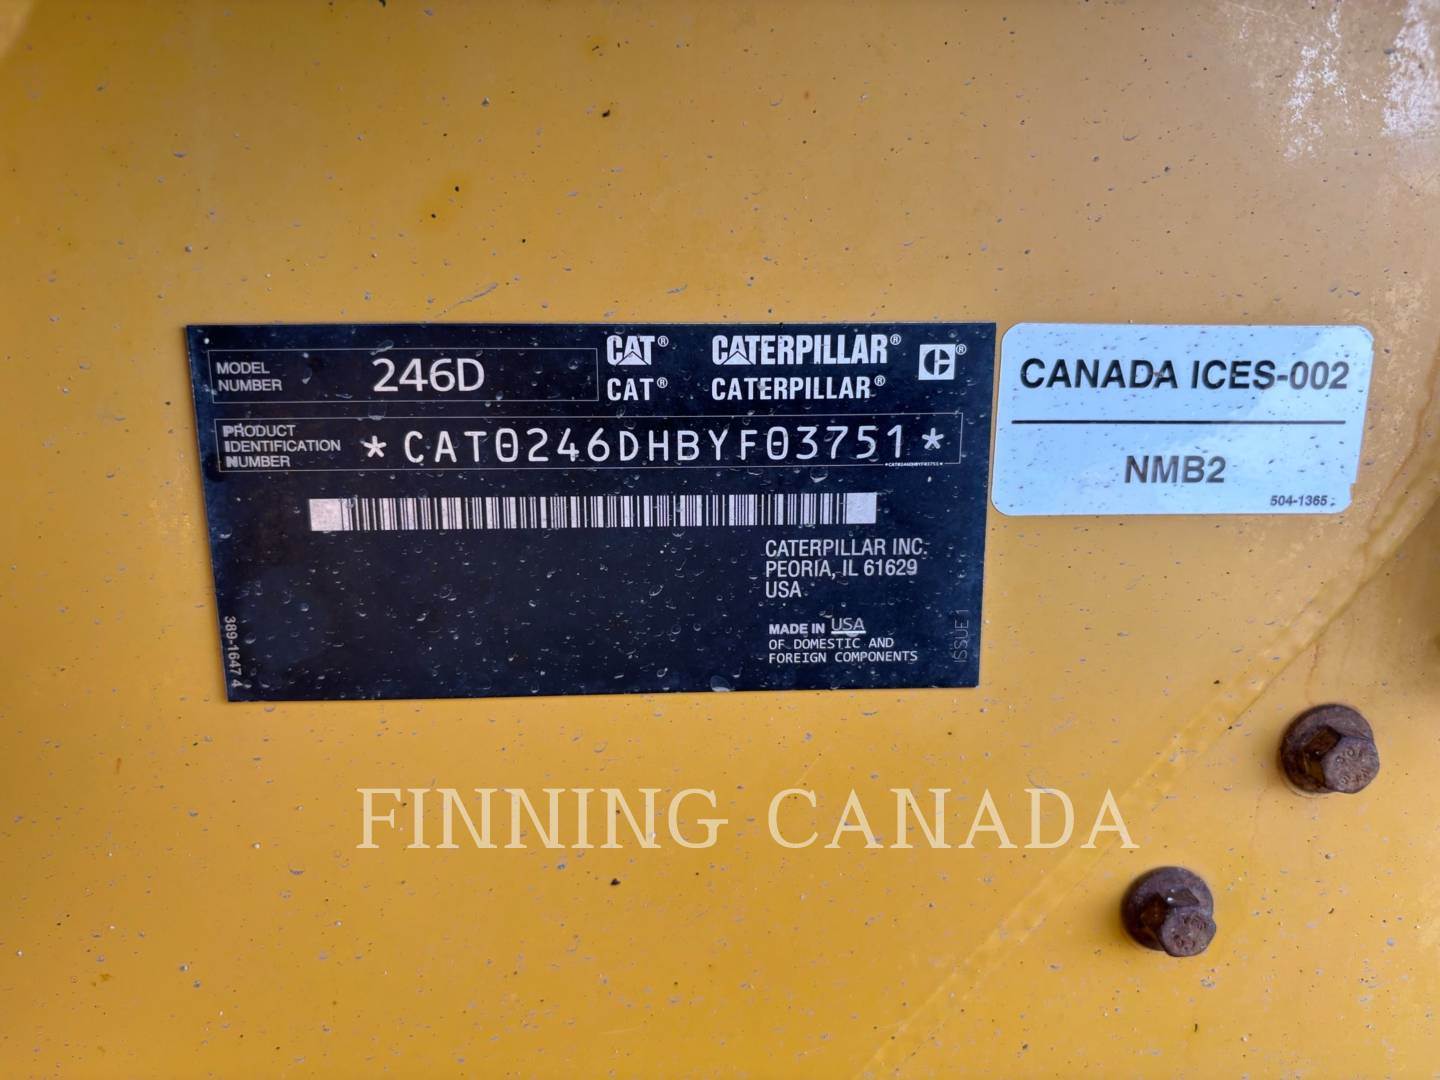 MODEL
NUMBER
246D
CAT® CATERPILLAR® ®
CAT® CATERPILLAR®
PRODUCT
IDENTIFICATION
NUMBER
*CAT0246DHBYF03751*
*CAT0246DHBYF03751*
CATERPILLAR INC.
PEORIA, IL 61629
USA
MADE IN USA
OF DOMESTIC AND
FOREIGN COMPONENTS
389-1647 4
ISSUE 1
CANADA ICES-002
NMB2
504-1365
FINNING CANADA